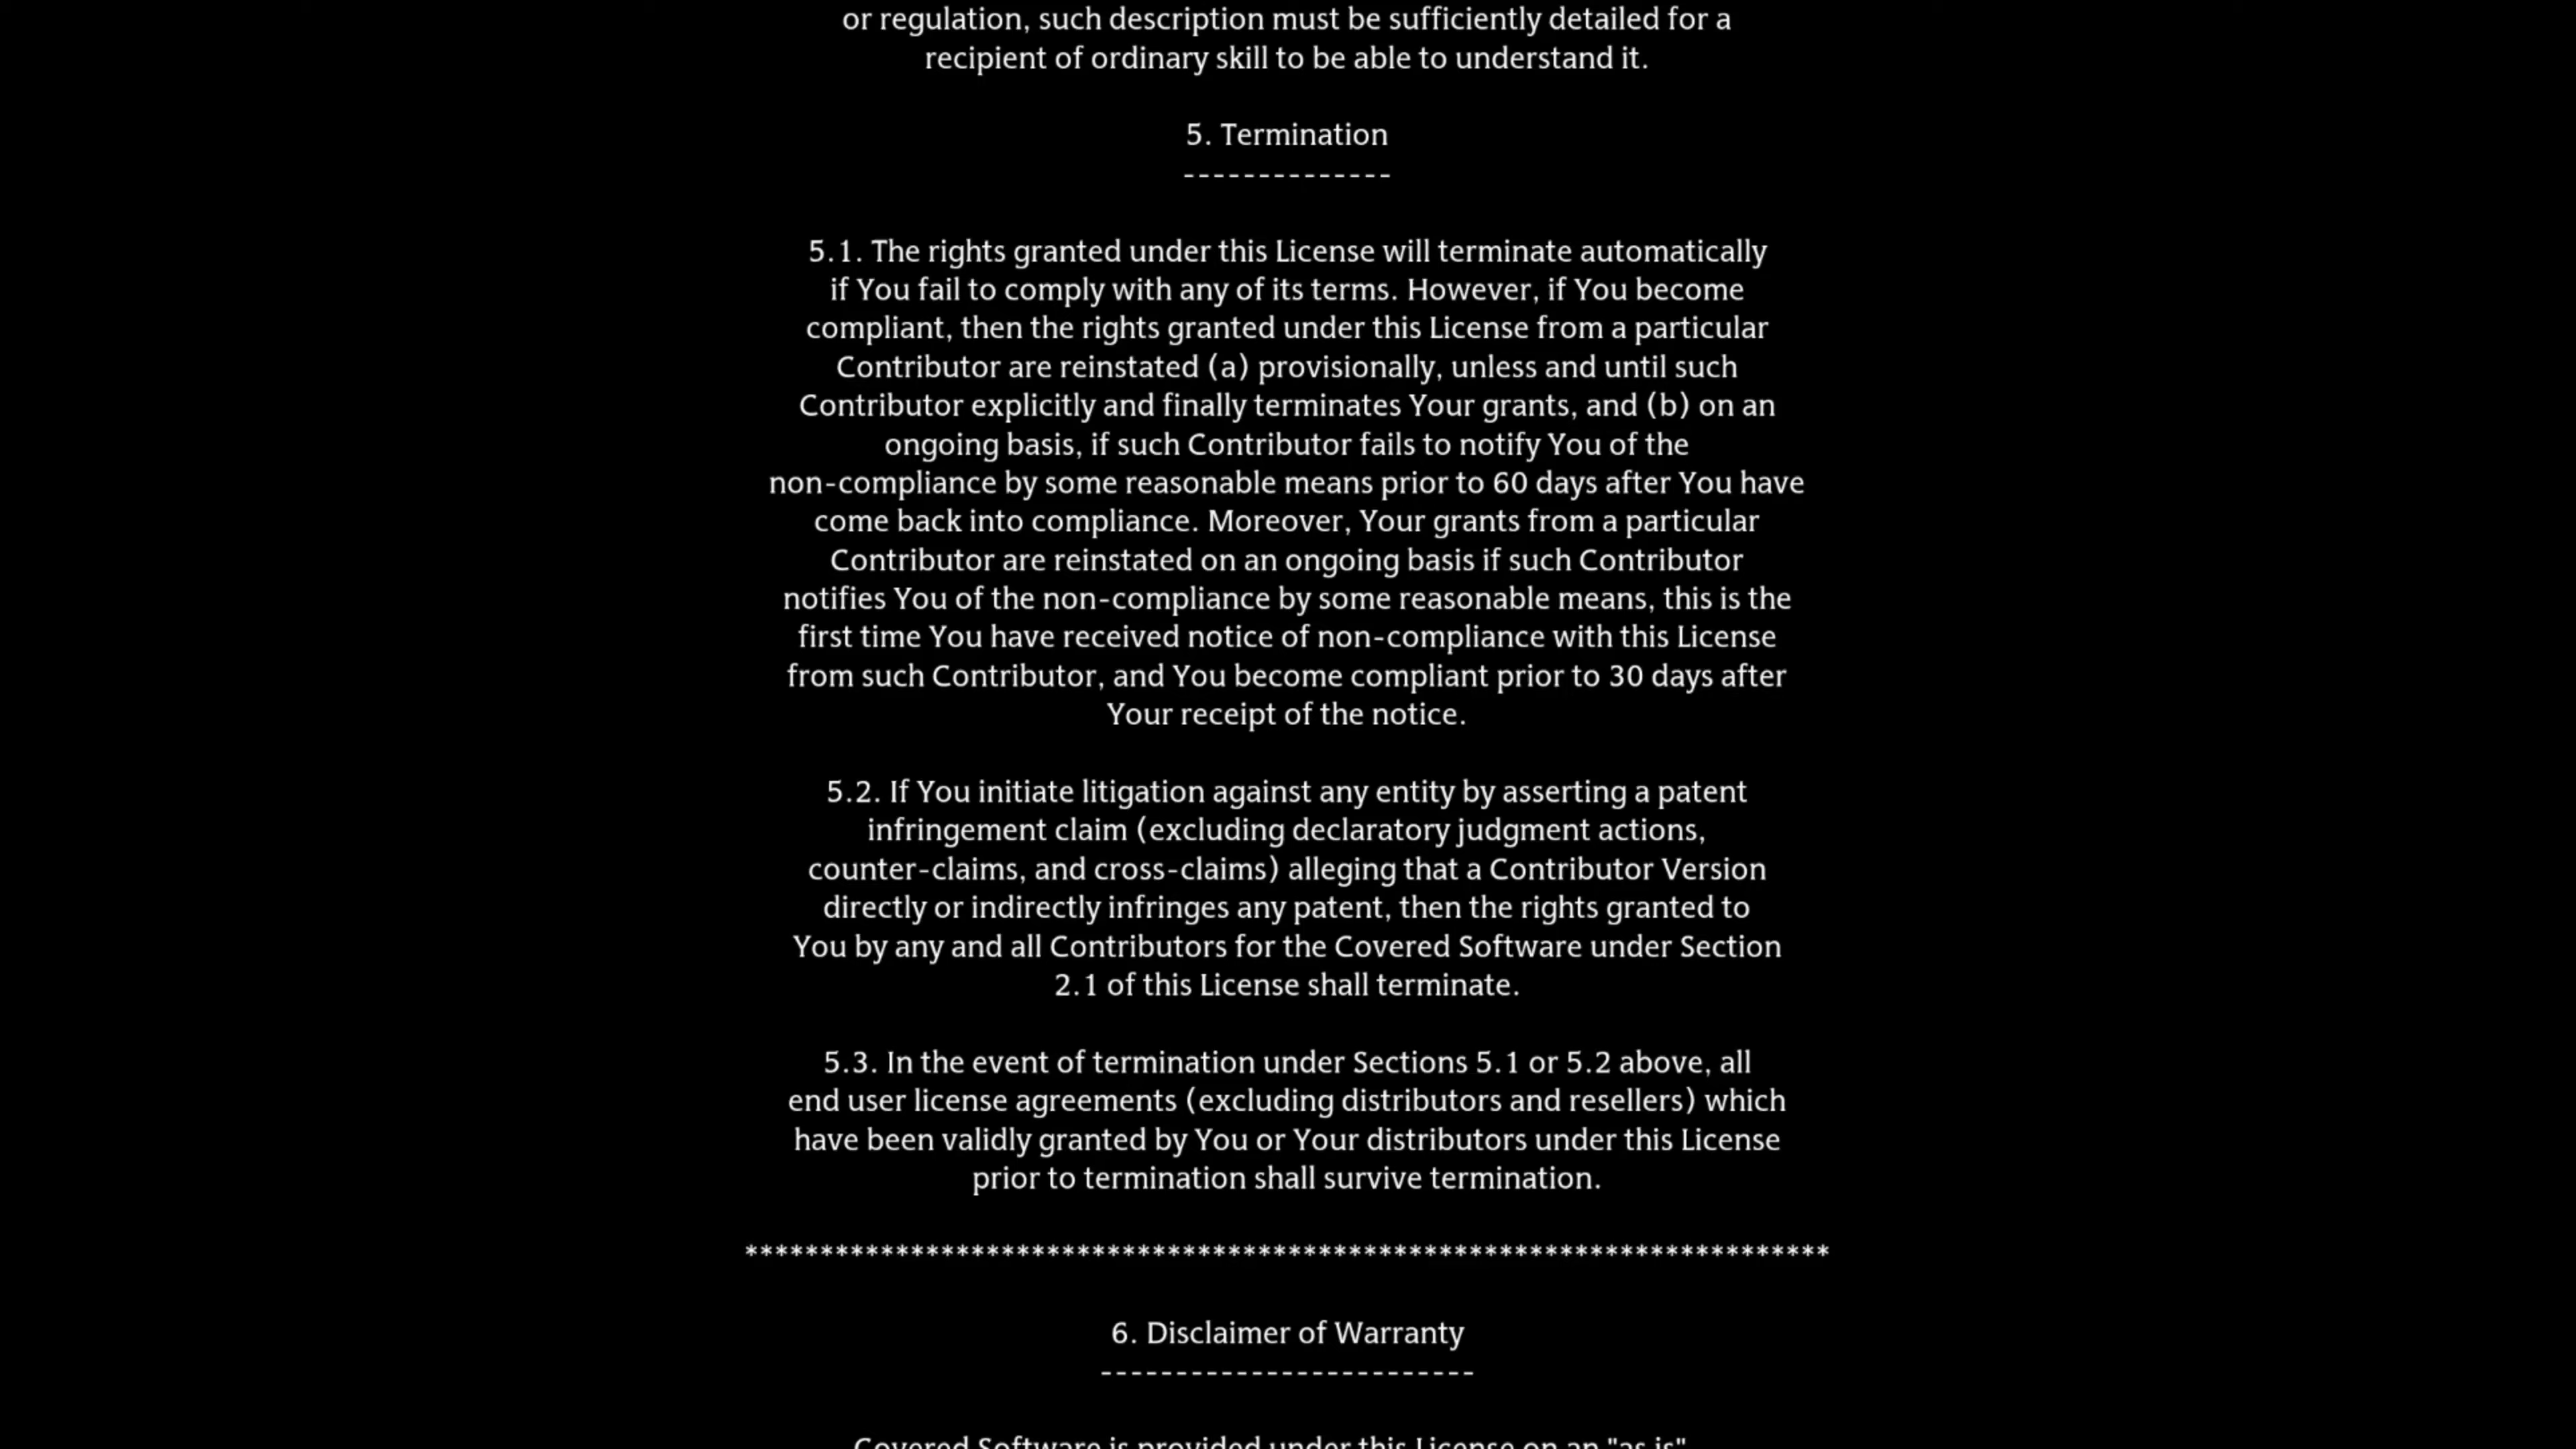 or regulation, such description must be sufficiently detailed for a
recipient of ordinary skill to be able to understand it.
5. Termination
--------------
5.1. The rights granted under this License will terminate automatically
if You fail to comply with any of its terms. However, if You become
compliant, then the rights granted under this License from a particular
Contributor are reinstated (a) provisionally, unless and until such
Contributor explicitly and finally terminates Your grants, and (b) on an
ongoing basis, if such Contributor fails to notify You of the
non-compliance by some reasonable means prior to 60 days after You have
come back into compliance. Moreover, Your grants from a particular
Contributor are reinstated on an ongoing basis if such Contributor
notifies You of the non-compliance by some reasonable means, this is the
first time You have received notice of non-compliance with this License
from such Contributor, and You become compliant prior to 30 days after
Your receipt of the notice.
5.2. If You initiate litigation against any entity by asserting a patent
infringement claim (excluding declaratory judgment actions,
counter-claims, and cross-claims) alleging that a Contributor Version
directly or indirectly infringes any patent, then the rights granted to
You by any and all Contributors for the Covered Software under Section
2.1 of this License shall terminate.
5.3. In the event of termination under Sections 5.1 or 5.2 above, all
end user license agreements (excluding distributors and resellers) which
have been validly granted by You or Your distributors under this License
prior to termination shall survive termination.
************************************************************************
6. Disclaimer of Warranty
-------------------------
Covered Software is provided under this License on an "as is"